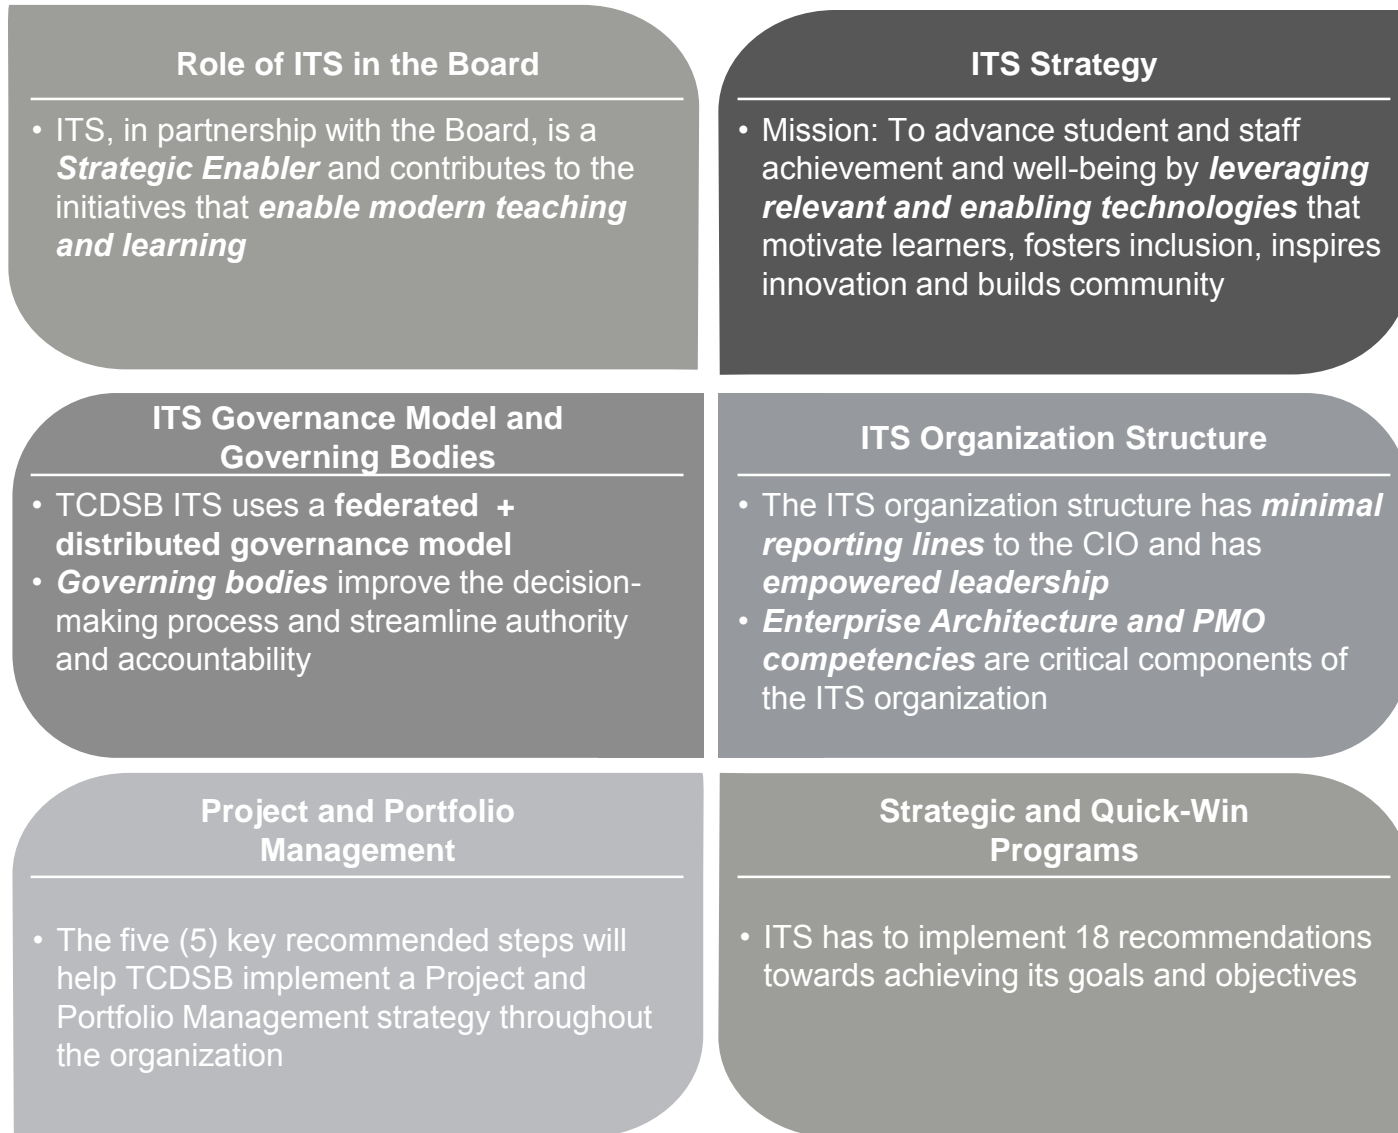 Role of ITS in the Board
• ITS, in partnership with the Board, is a
Strategic Enabler and contributes to the
initiatives that enable modern teaching
and learning
ITS Strategy
• Mission: To advance student and staff
achievement and well-being by leveraging
relevant and enabling technologies that
motivate learners, fosters inclusion, inspires
innovation and builds community
ITS Governance Model and
Governing Bodies
• TCDSB ITS uses a federated +
distributed governance model
• Governing bodies improve the decision-
making process and streamline authority
and accountability
ITS Organization Structure
• The ITS organization structure has minimal
reporting lines to the CIO and has
empowered leadership
• Enterprise Architecture and PMO
competencies are critical components of
the ITS organization
Project and Portfolio
Management
• The five (5) key recommended steps will
help TCDSB implement a Project and
Portfolio Management strategy throughout
the organization
Strategic and Quick-Win
Programs
• ITS has to implement 18 recommendations
towards achieving its goals and objectives